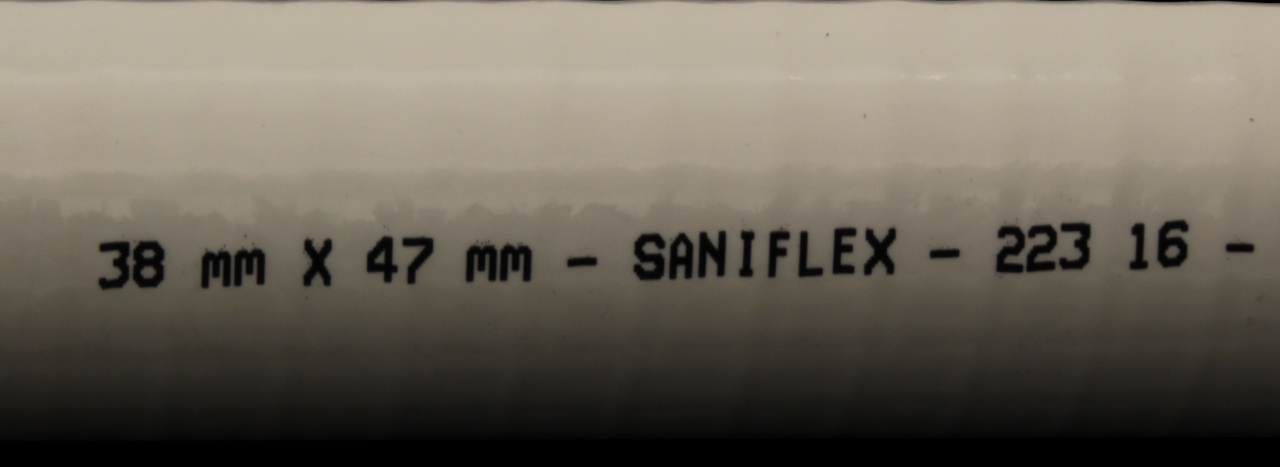 38 mm X 47 mm - SANIFLEX - 223 16 -